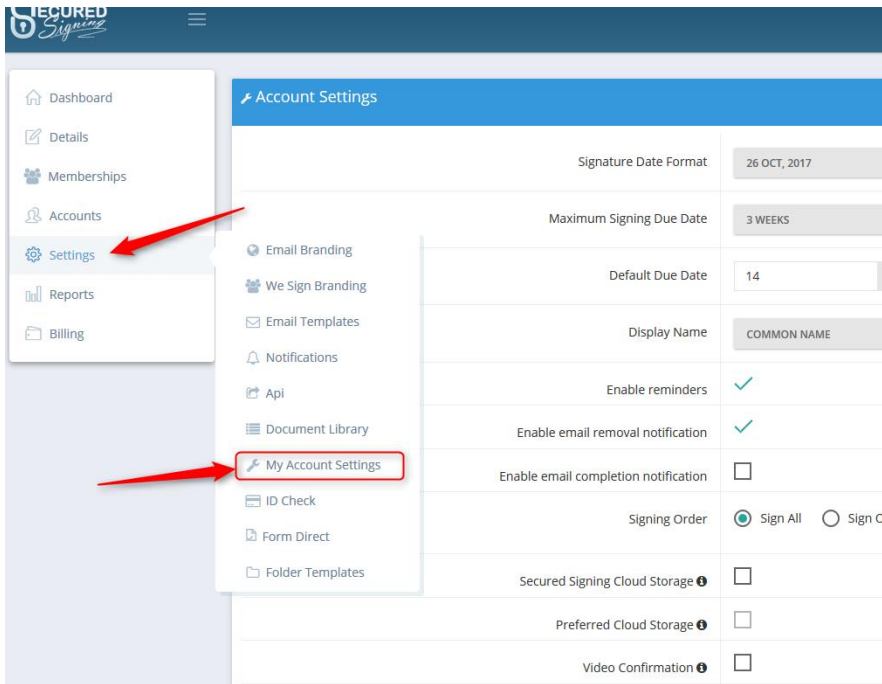 SECURED
Signing
Dashboard
Details
Memberships
Accounts
Settings
Reports
Billing
Email Branding
We Sign Branding
Email Templates
Notifications
Api
Document Library
My Account Settings
ID Check
Form Direct
Folder Templates
Account Settings
Signature Date Format 26 OCT, 2017
Maximum Signing Due Date 3 WEEKS
Default Due Date 14
Display Name COMMON NAME
Enable reminders
Enable email removal notification
Enable email completion notification
Signing Order Sign All Sign
Secured Signing Cloud Storage
Preferred Cloud Storage
Video Confirmation